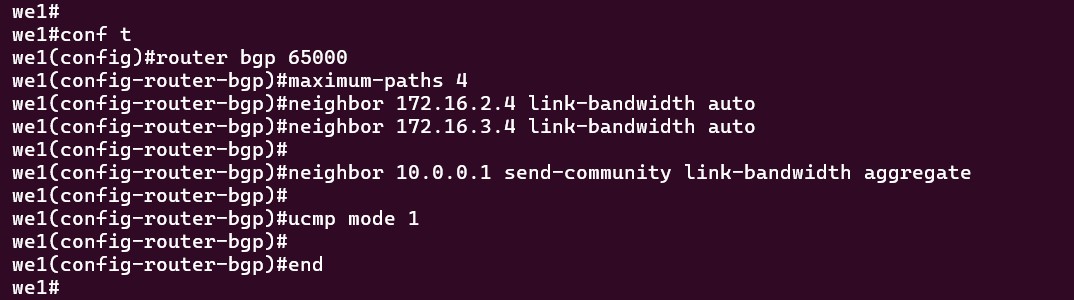 we1#
we1#conf t
we1(config)#router bgp 65000
we1(config-router-bgp)#maximum-paths 4
we1(config-router-bgp)#neighbor 172.16.2.4 link-bandwidth auto
we1(config-router-bgp)#neighbor 172.16.3.4 link-bandwidth auto
we1(config-router-bgp)#
we1(config-router-bgp)#neighbor 10.0.0.1 send-community link-bandwidth aggregate
we1(config-router-bgp)#
we1(config-router-bgp)#ucmp mode 1
we1(config-router-bgp)#
we1(config-router-bgp)#end
we1#